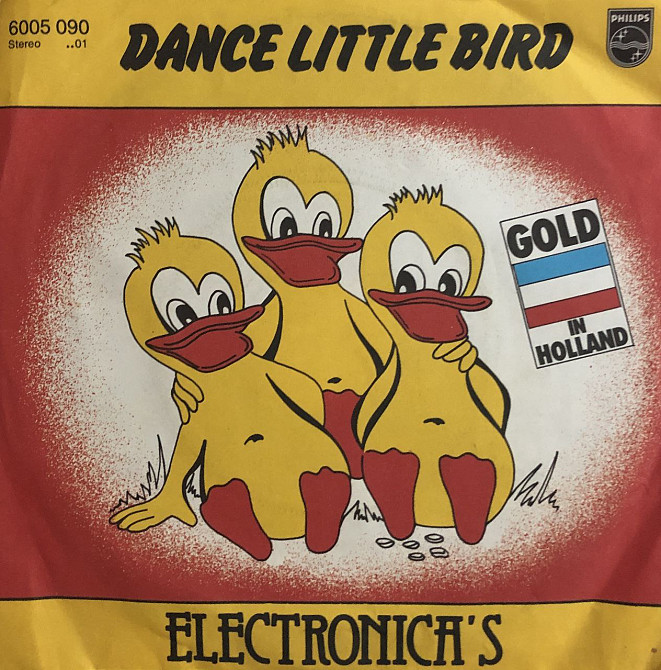 6005 090
Stereo ..01
DANCE LITTLE BIRD
PHILIPS
GOLD
IN
HOLLAND
ELECTRONICA'S